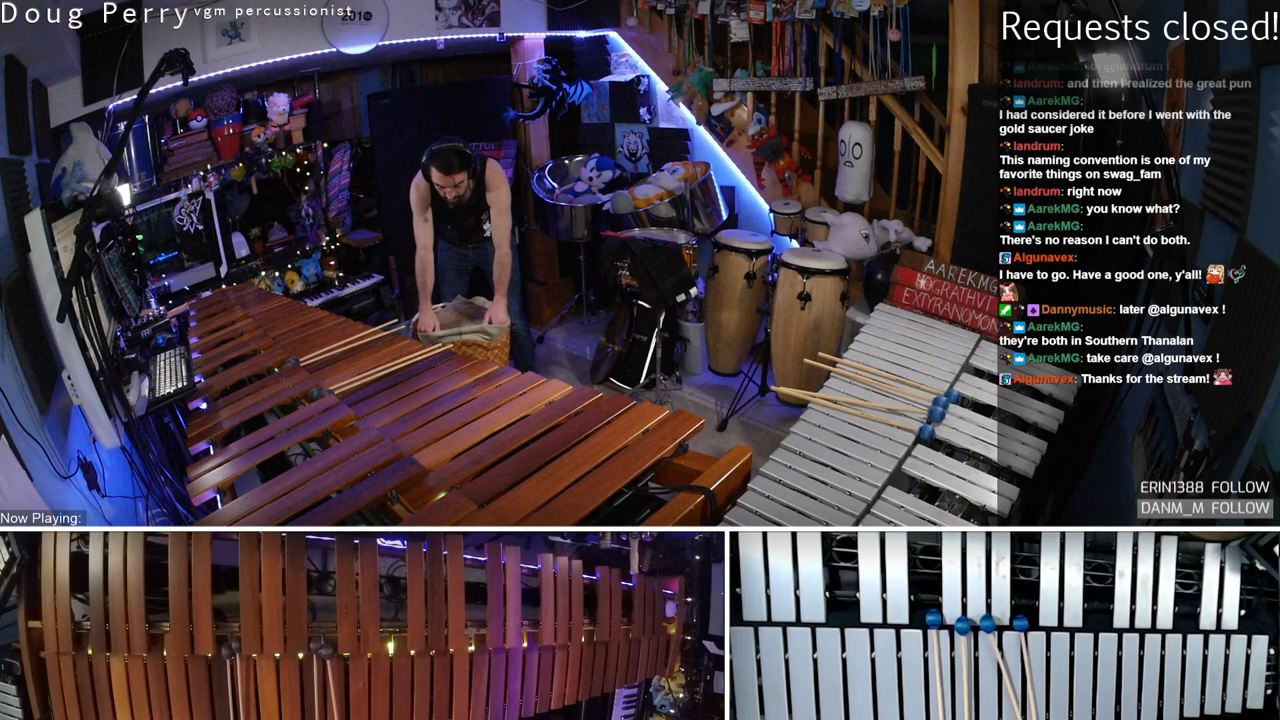 Doug Perry vgm percussionist
201
Requests closed!
landrum: and then I realized the great pun
AarekMG:
I had considered it before I went with the
gold saucer joke
landrum:
This naming convention is one of my
favorite things on swag_fam
landrum: right now
AarekMG: you know what?
AarekMG:
There's no reason I can't do both.
Algunavex:
I have to go. Have a good one, y'all!
Dannymusic: later @algunavex !
AarekMG:
they're both in Southern Thanalan
AarekMG: take care @algunavex !
Algunavex: Thanks for the stream!
AAREKMG
HOGRATHVT
EXTYRANOMON
ERIN1388 FOLLOW
DANM_M FOLLOW
Now Playing: